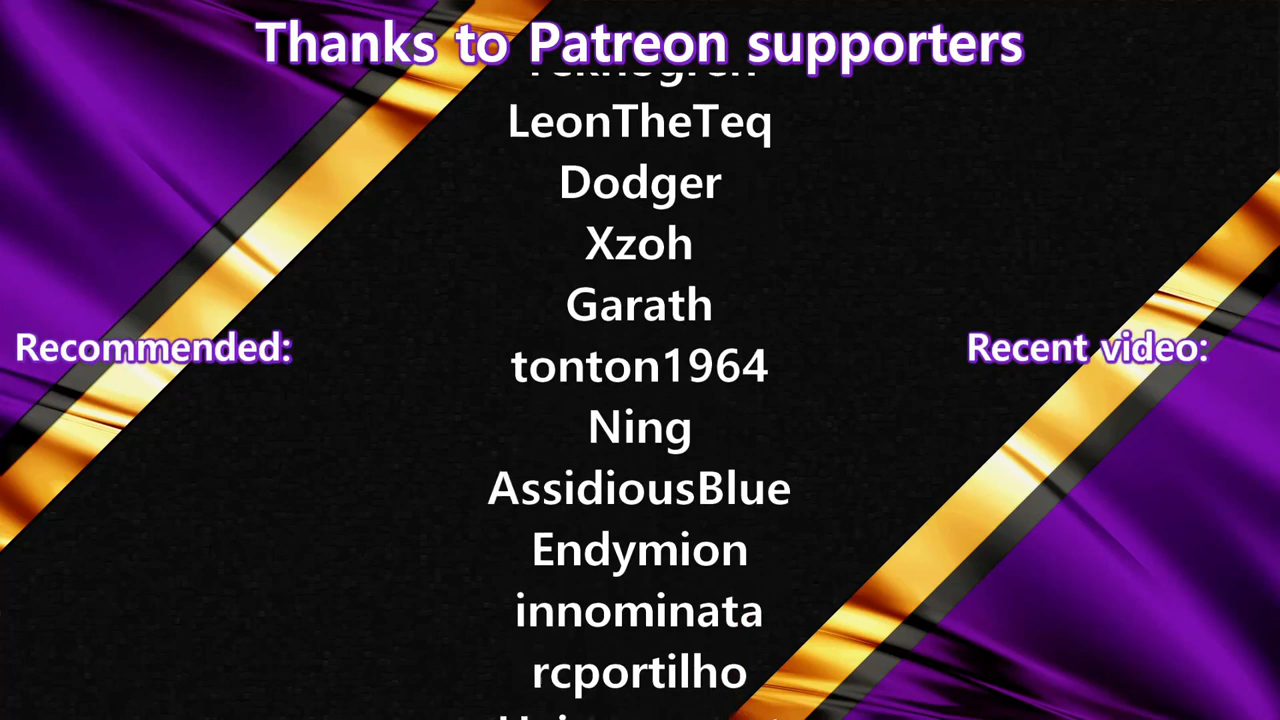 Thanks to Patreon supporters
LeonTheTeq
Dodger
Xzoh
Garath
Recommended:
Recent video:
tonton1964
Ning
AssidiousBlue
Endymion
innominata
rcportilho